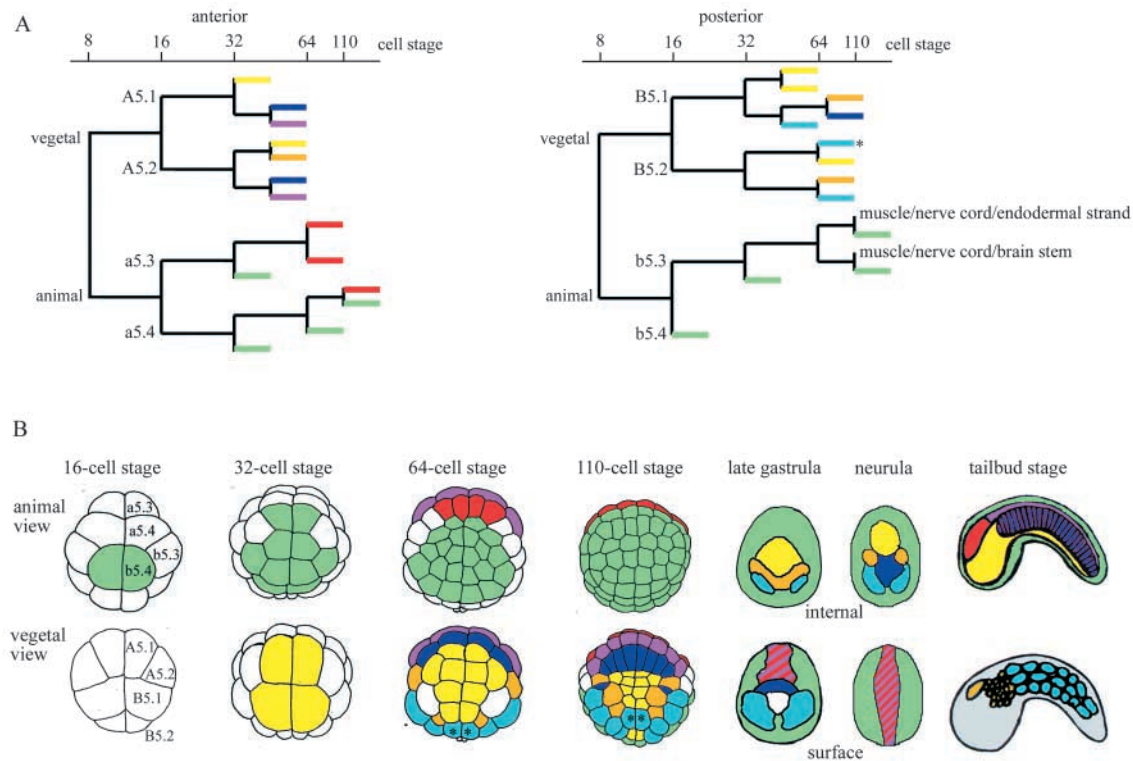 A
anterior
8 16 32 64 110 cell stage
A5.1
vegetal
A5.2
a5.3
animal
a5.4
posterior
8 16 32 64 110 cell stage
B5.1
vegetal
*
B5.2
muscle/nerve cord/endodermal strand
muscle/nerve cord/brain stem
b5.3
animal
b5.4
B
16-cell stage 32-cell stage 64-cell stage 110-cell stage late gastrula neurula tailbud stage
animal
view
a5.3
a5.4
b5.3
b5.4
internal
vegetal
view
A5.1
A5.2
B5.1
B5.2
* *
**
surface